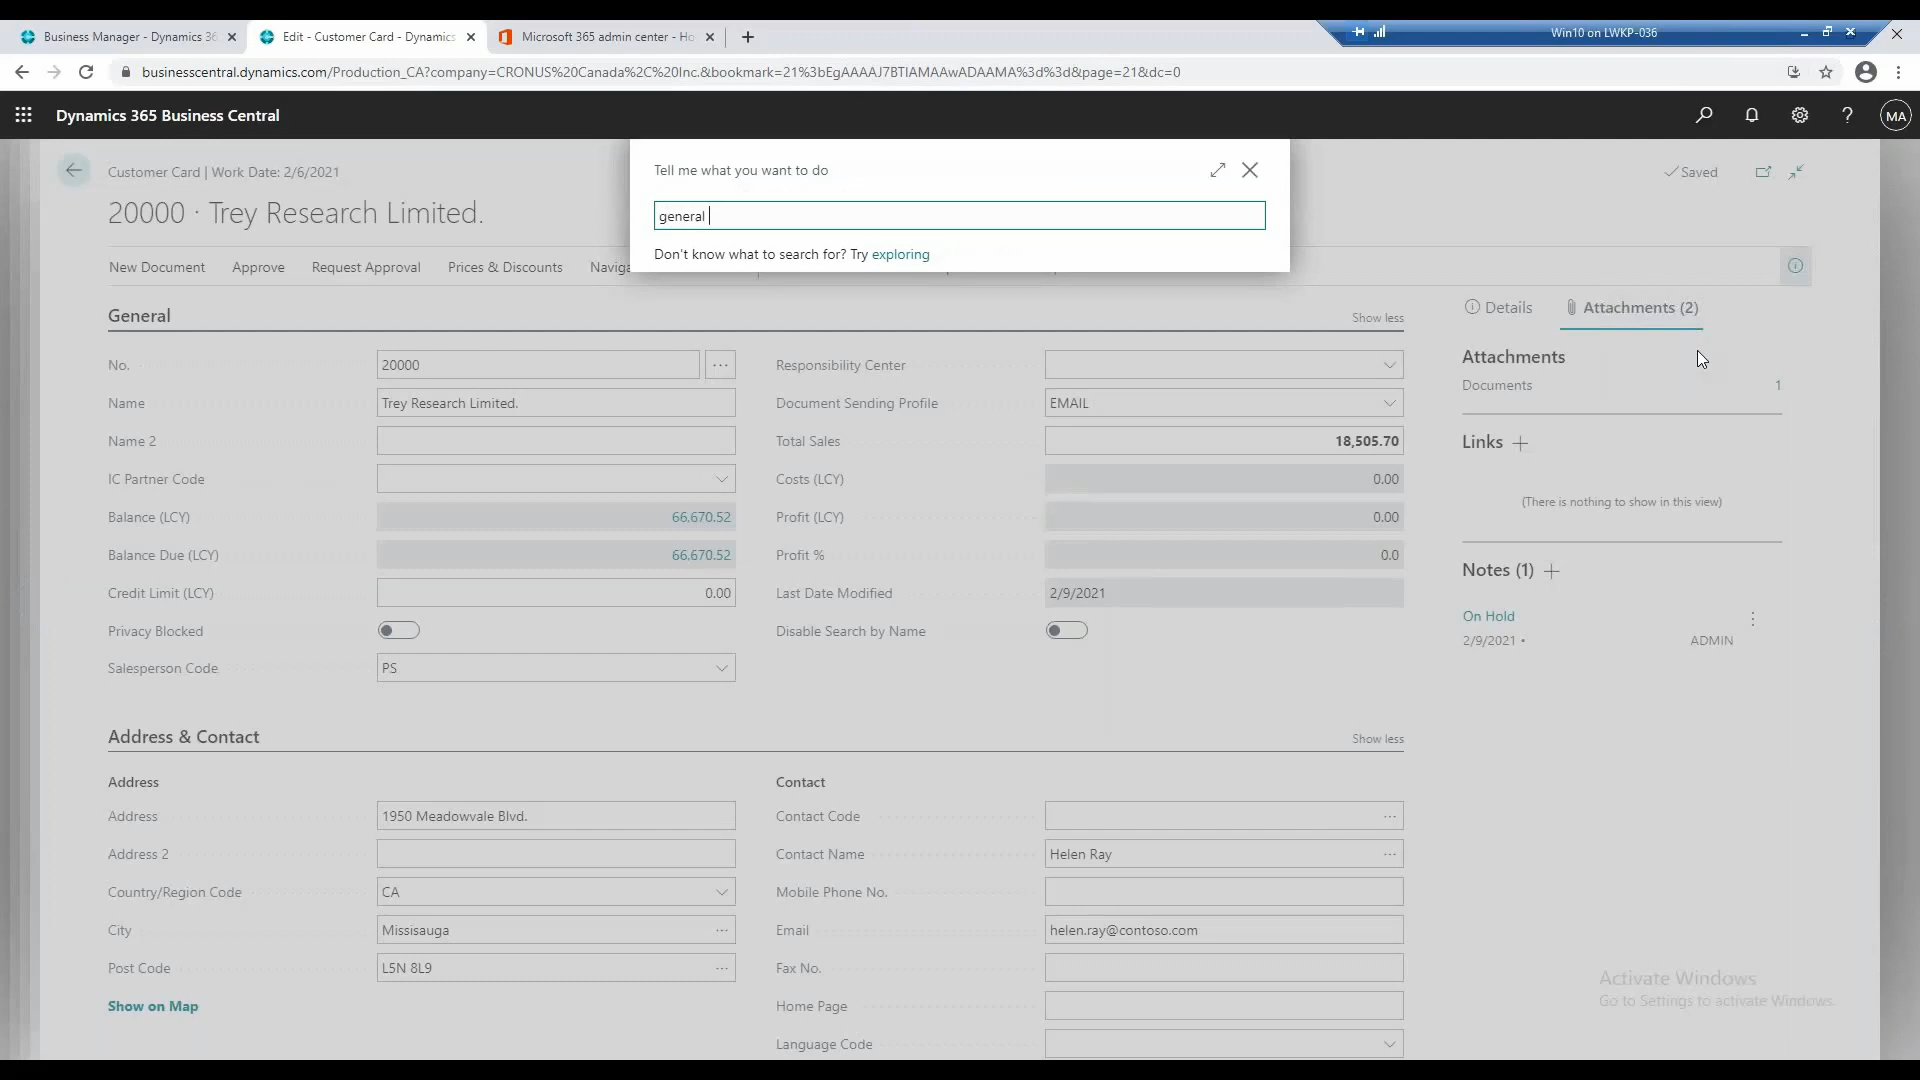 Business Manager - Dynamics 36
Edit - Customer Card - Dynamics
Microsoft 365 admin center - Ho
Win10 on LWKP-036
businesscentral.dynamics.com/Production_CA?company=CRONUS%20Canada%2C%20Inc.&bookmark=21%3bEgAAAAJ7BTIAMAAwADAAMA%3d%3d&page=21&dc=0
Dynamics 365 Business Central
MA
Tell me what you want to do
general
Don't know what to search for? Try exploring
Customer Card | Work Date: 2/6/2021
Saved
20000 · Trey Research Limited.
New Document Approve Request Approval Prices & Discounts Naviga
General
Show less
No. 20000
Name Trey Research Limited.
Name 2
IC Partner Code
Balance (LCY) 66,670.52
Balance Due (LCY) 66,670.52
Credit Limit (LCY) 0.00
Privacy Blocked
Salesperson Code PS
Responsibility Center
Document Sending Profile EMAIL
Total Sales 18,505.70
Costs (LCY) 0.00
Profit (LCY) 0.00
Profit % 0.0
Last Date Modified 2/9/2021
Disable Search by Name
Address & Contact
Show less
Address
Address 1950 Meadowvale Blvd.
Address 2
Country/Region Code CA
City Missisauga
Post Code L5N 8L9
Show on Map
Contact
Contact Code
Contact Name Helen Ray
Mobile Phone No.
Email helen.ray@contoso.com
Fax No.
Home Page
Language Code
Details
Attachments (2)
Attachments
Documents 1
Links
(There is nothing to show in this view)
Notes (1)
On Hold
2/9/2021 • ADMIN
Activate Windows
Go to Settings to activate Windows.